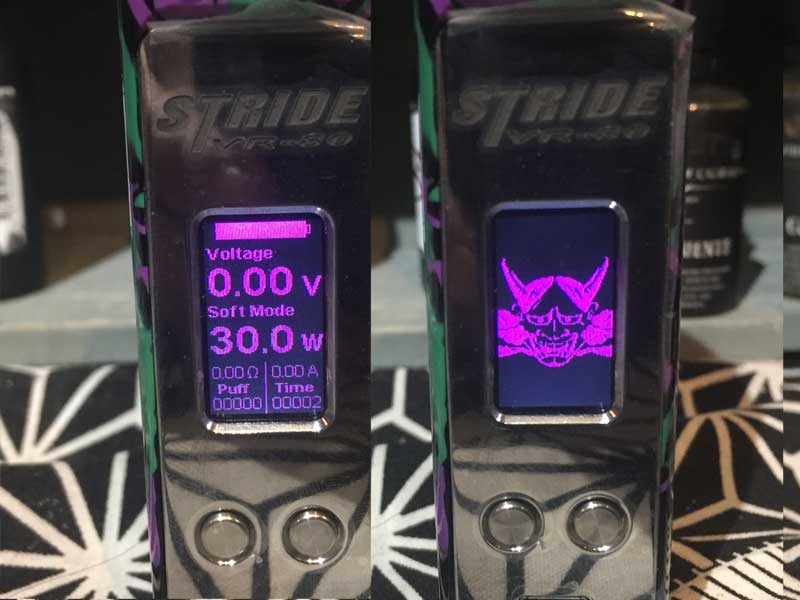 STRIDE
VR-80
Voltage
0.00 V
Soft Mode
30.0 W
0.00 Ω 0.00 A
Puff Time
00000 00002
STRIDE
VR-80